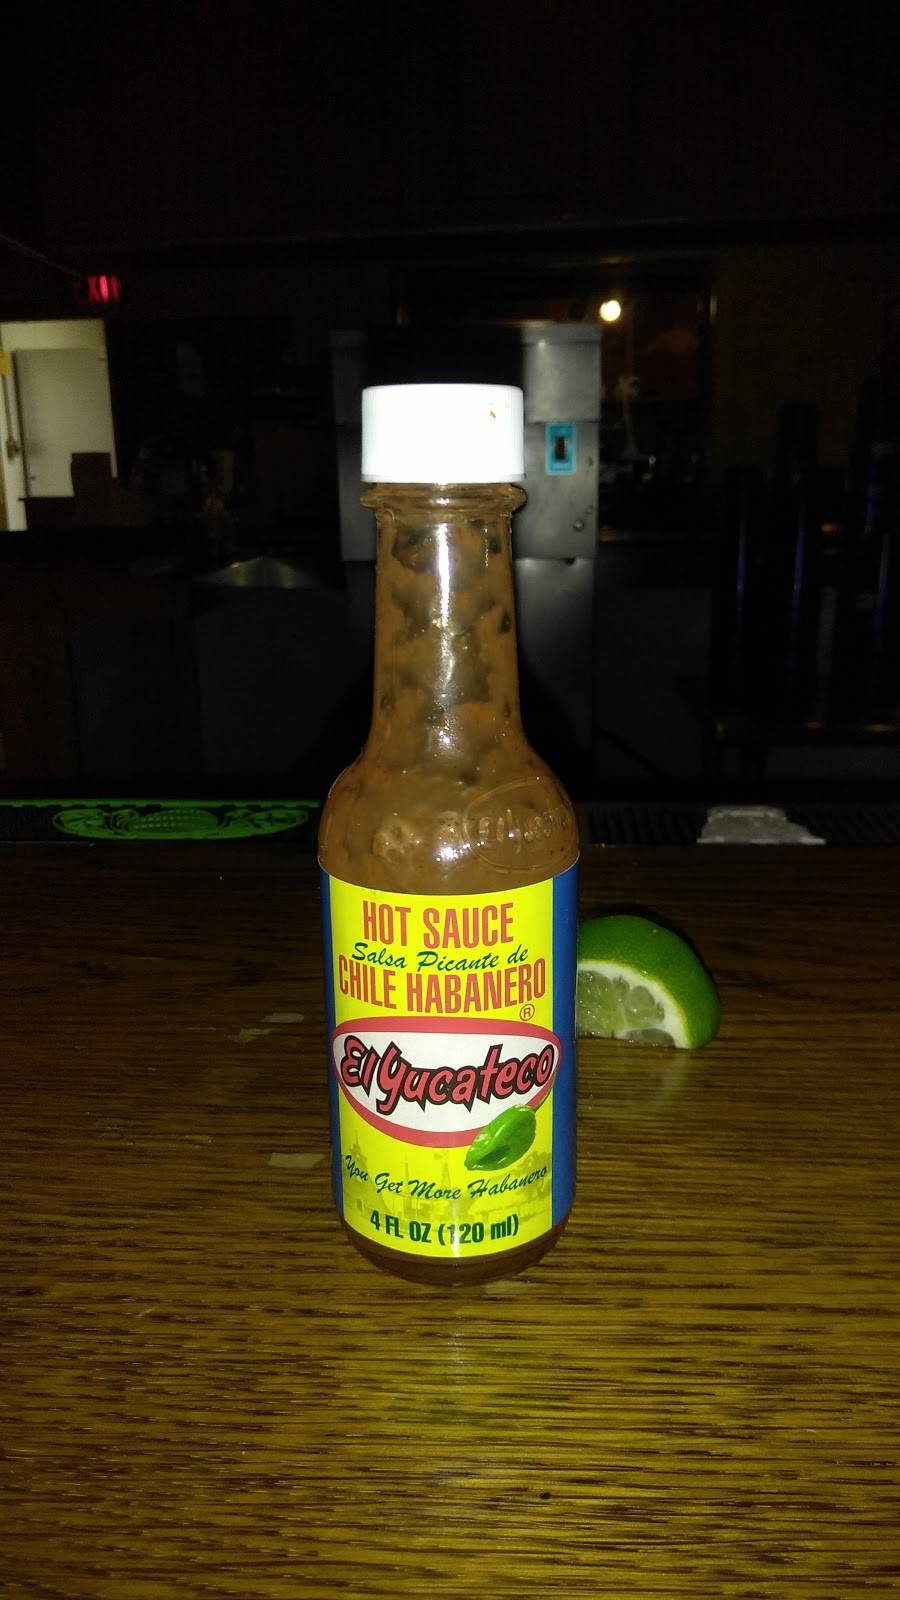 HOT SAUCE
Salsa Picante de
CHILE HABANERO
®
El Yucateco
You Get More Habanero
4 FL OZ (120 ml)